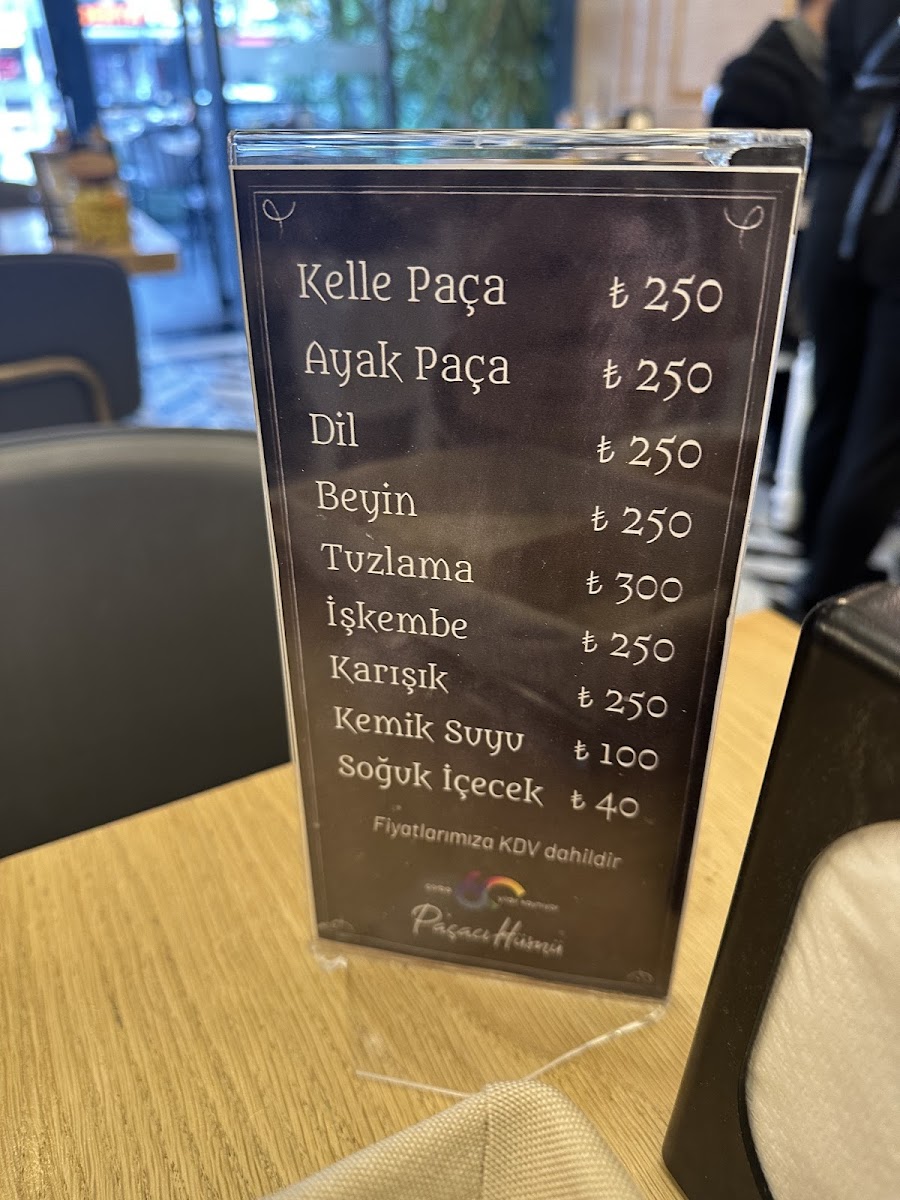 Kelle Paça ₺ 250
Ayak Paça ₺ 250
Dil ₺ 250
Beyin ₺ 250
Tuzlama ₺ 300
İşkembe ₺ 250
Karışık ₺ 250
Kemik Suyu ₺ 100
Soğuk İçecek ₺ 40
Fiyatlarımıza KDV dahildir
Paçacı Hüsnü